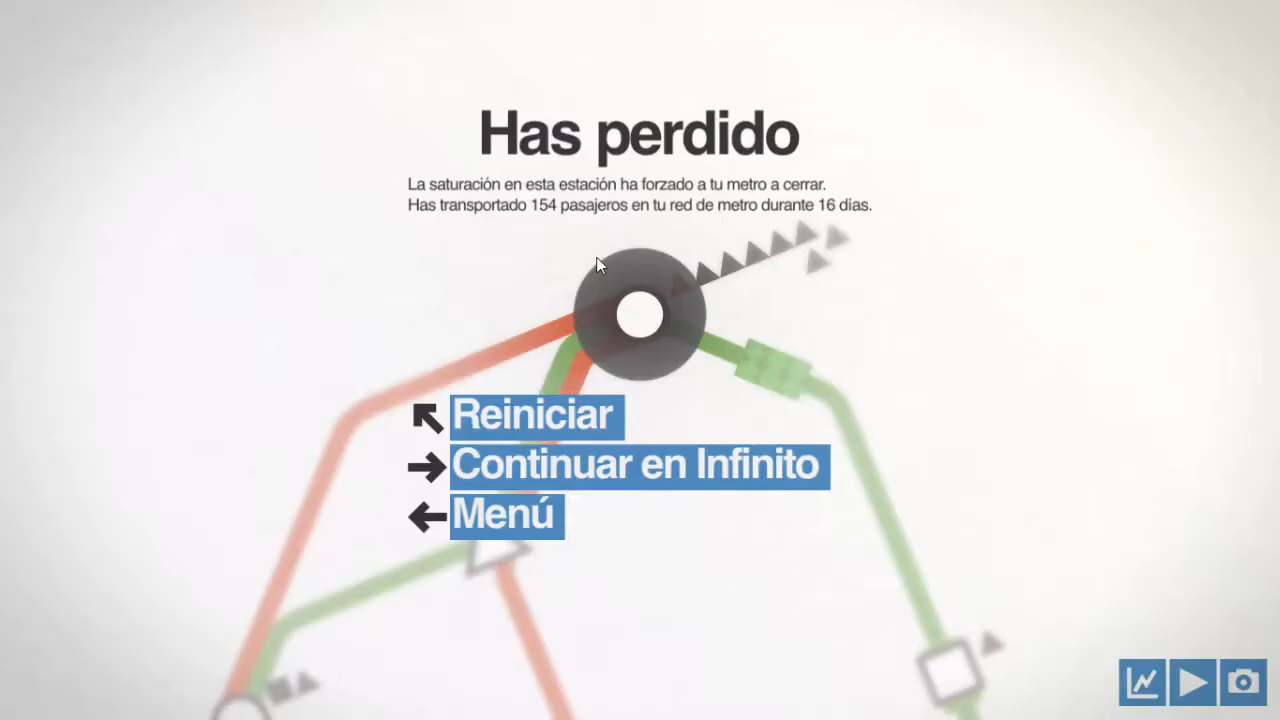 Has perdido
La saturación en esta estación ha forzado a tu metro a cerrar.
Has transportado 154 pasajeros en tu red de metro durante 16 días.
Reiniciar
Continuar en Infinito
Menú